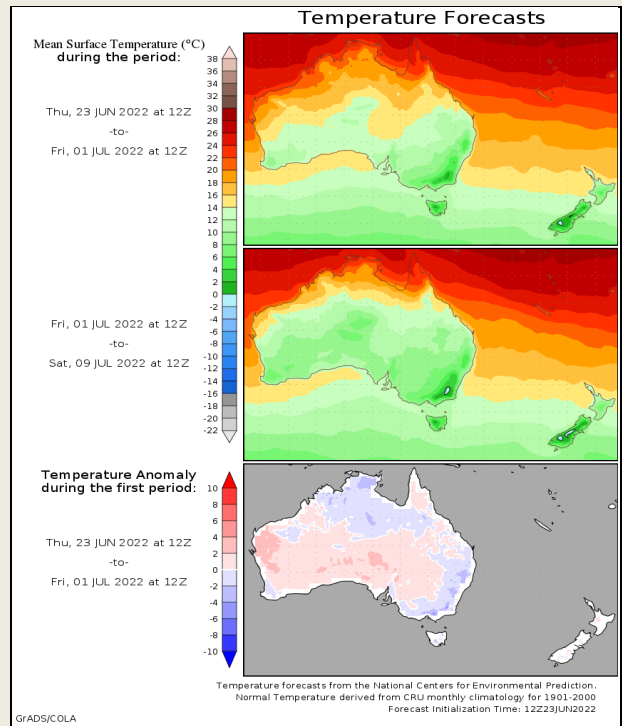 Temperature Forecasts
Mean Surface Temperature (°C)
during the period:
Thu, 23 JUN 2022 at 12Z
-to-
Fri, 01 JUL 2022 at 12Z
38
36
34
32
30
28
26
24
22
20
18
16
14
12
10
9
8
6
4
2
0
-2
-4
-6
-8
-10
-12
-14
-16
-18
-20
-22
Fri, 01 JUL 2022 at 12Z
-to-
Sat, 09 JUL 2022 at 12Z
Temperature Anomaly
during the first period:
Thu, 23 JUN 2022 at 12Z
-to-
Fri, 01 JUL 2022 at 12Z
10
8
6
4
2
0
-2
-4
-6
-8
-10
Temperature forecasts from the National Centers for Environmental Prediction.
Normal Temperature derived from CRU monthly climatology for 1901-2000
Forecast Initialization Time: 12Z23JUN2022
GrADS/COLA